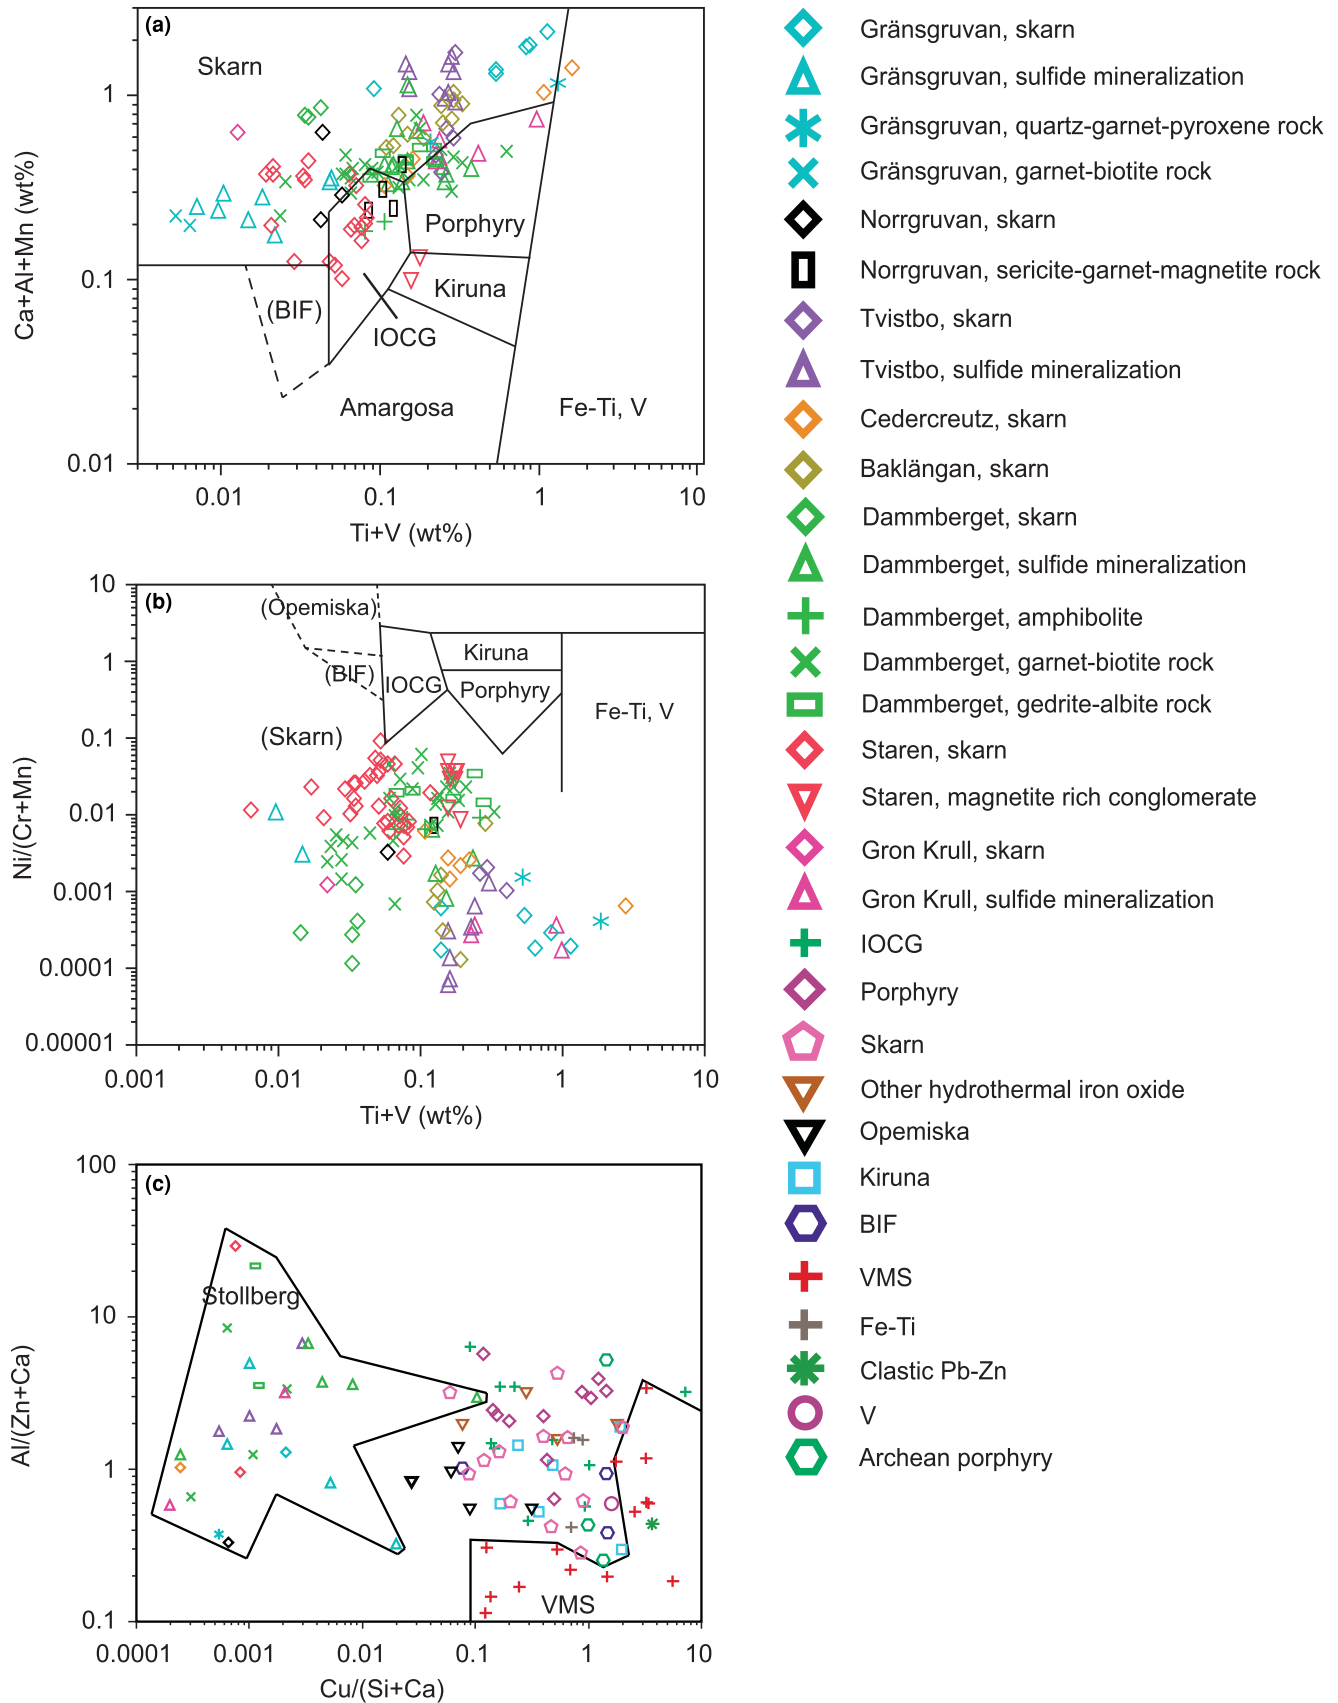 (a)
Skarn
1
0.1
0.01
Ca+Al+Mn (wt%)
Porphyry
Kiruna
(BIF)
IOCG
Amargosa
Fe-Ti, V
0.01
0.1
1
10
Ti+V (wt%)
(b)
10
1
0.1
0.01
0.001
0.0001
0.00001
Ni/(Cr+Mn)
(Opemiska)
(BIF)
IOCG
Kiruna
Porphyry
Fe-Ti, V
(Skarn)
0.001
0.01
0.1
1
10
Ti+V (wt%)
(c)
100
10
1
0.1
Al/(Zn+Ca)
Stollberg
VMS
0.0001
0.001
0.01
0.1
1
10
Cu/(Si+Ca)
Gränsgruvan, skarn
Gränsgruvan, sulfide mineralization
Gränsgruvan, quartz-garnet-pyroxene rock
Gränsgruvan, garnet-biotite rock
Norrgruvan, skarn
Norrgruvan, sericite-garnet-magnetite rock
Tvistbo, skarn
Tvistbo, sulfide mineralization
Cedercreutz, skarn
Baklängan, skarn
Dammberget, skarn
Dammberget, sulfide mineralization
Dammberget, amphibolite
Dammberget, garnet-biotite rock
Dammberget, gedrite-albite rock
Staren, skarn
Staren, magnetite rich conglomerate
Gron Krull, skarn
Gron Krull, sulfide mineralization
IOCG
Porphyry
Skarn
Other hydrothermal iron oxide
Opemiska
Kiruna
BIF
VMS
Fe-Ti
Clastic Pb-Zn
V
Archean porphyry